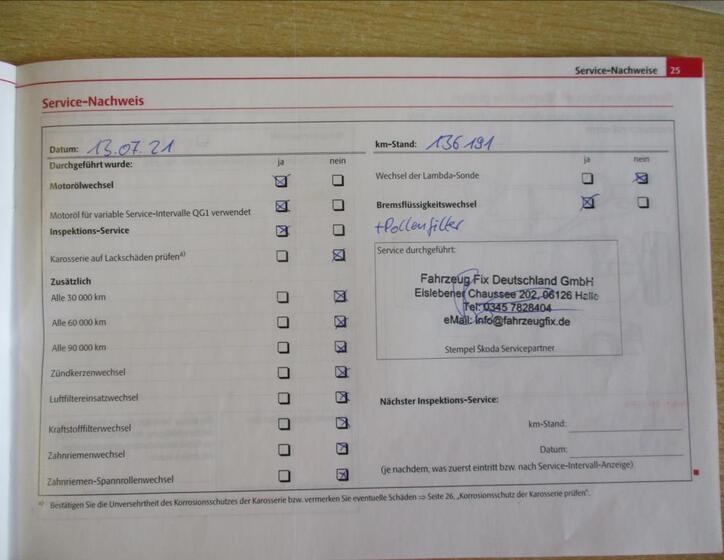 Service-Nachweise 25
Service-Nachweis
Datum: 13.07.21
km-Stand: 136191
Durchgeführt wurde: ja nein
ja nein
Motorölwechsel
Wechsel der Lambda-Sonde
Motoröl für variable Service-Intervalle QG1 verwendet
Bremsflüssigkeitswechsel
Inspektions-Service
+Pollenfilter
Karosserie auf Lackschäden prüfen a)
Service durchgeführt:
Zusätzlich
Alle 30 000 km
Alle 60 000 km
Alle 90 000 km
Fahrzeug Fix Deutschland GmbH
Eislebener Chaussee 202, 06126 Halle
Tel: 0345 7828404
eMail: info@fahrzeugfix.de
Stempel Škoda Servicepartner
Zündkerzenwechsel
Luftfiltereinsatzwechsel
Kraftstofffilterwechsel
Zahnriemenwechsel
Zahnriemen-Spannrollenwechsel
Nächster Inspektions-Service:
km-Stand:
Datum:
(je nachdem, was zuerst eintritt bzw. nach Service-Intervall-Anzeige)
a) Bestätigen Sie die Unversehrtheit des Korrosionsschutzes der Karosserie bzw. vermerken Sie eventuelle Schäden ⇒ Seite 26, „Korrosionsschutz der Karosserie prüfen“.